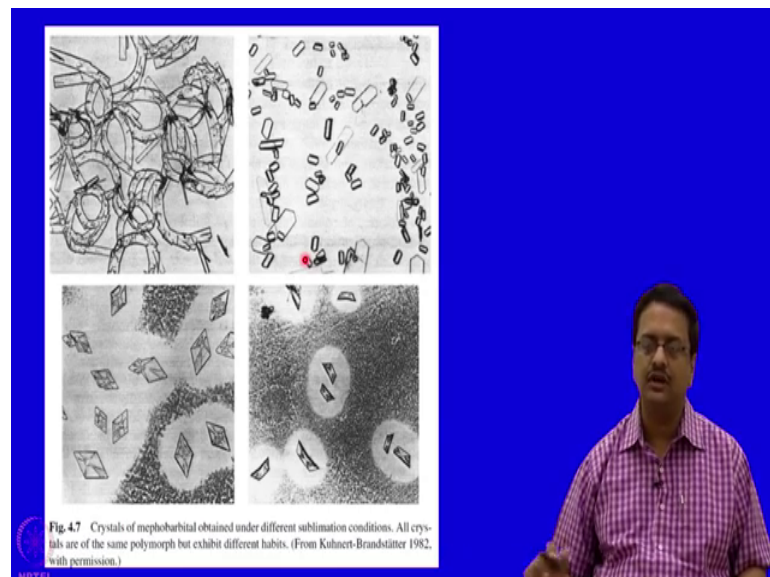 Fig. 4.7 Crystals of mephobarbital obtained under different sublimation conditions. All crys-
tals are of the same polymorph but exhibit different habits. (From Kuhnert-Brandstätter 1982,
with permission.)
NPTEL